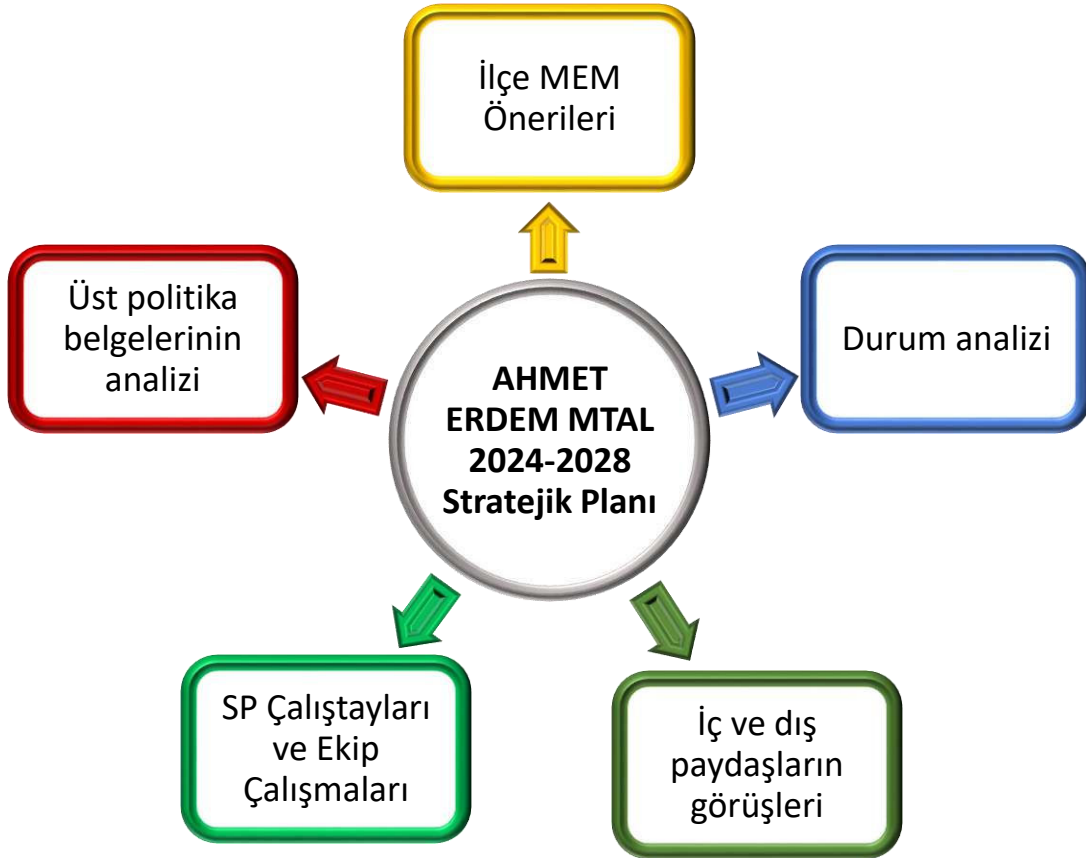 İlçe MEM
Önerileri
Üst politika
belgelerinin
analizi
Durum analizi
AHMET
ERDEM MTAL
2024-2028
Stratejik Planı
SP Çalıştayları
ve Ekip
Çalışmaları
İç ve dış
paydaşların
görüşleri